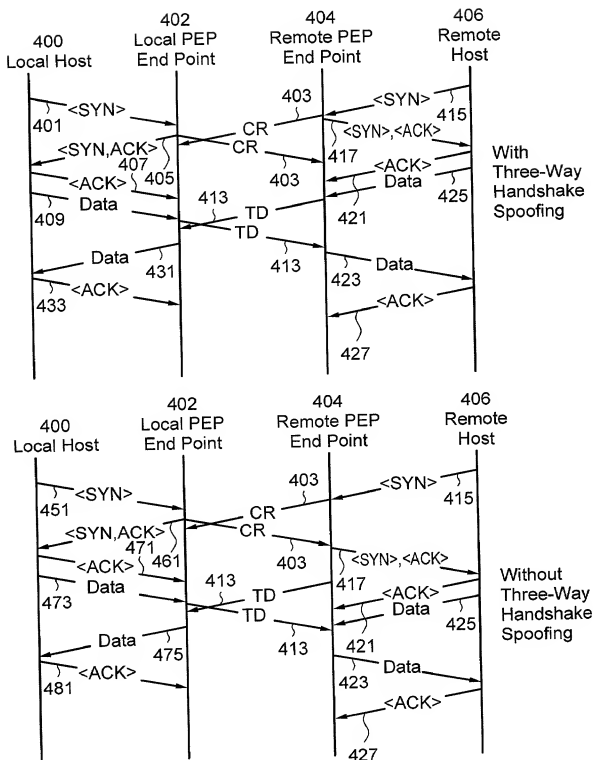 400
Local Host
402
Local PEP
End Point
404
Remote PEP
End Point
406
Remote
Host
401
<SYN>
403
CR
<SYN>
415
<SYN,ACK>
407
405
CR
403
417
<SYN>,<ACK>
<ACK>
409
Data
413
TD
TD
413
<ACK>
Data
421
425
With
Three-Way
Handshake
Spoofing
Data
431
423
Data
433
<ACK>
<ACK>
427
400
Local Host
402
Local PEP
End Point
404
Remote PEP
End Point
406
Remote
Host
451
<SYN>
403
CR
<SYN>
415
<SYN,ACK>
471
461
CR
403
417
<SYN>,<ACK>
<ACK>
473
Data
413
TD
TD
413
<ACK>
Data
421
425
Without
Three-Way
Handshake
Spoofing
Data
475
423
Data
481
<ACK>
<ACK>
427